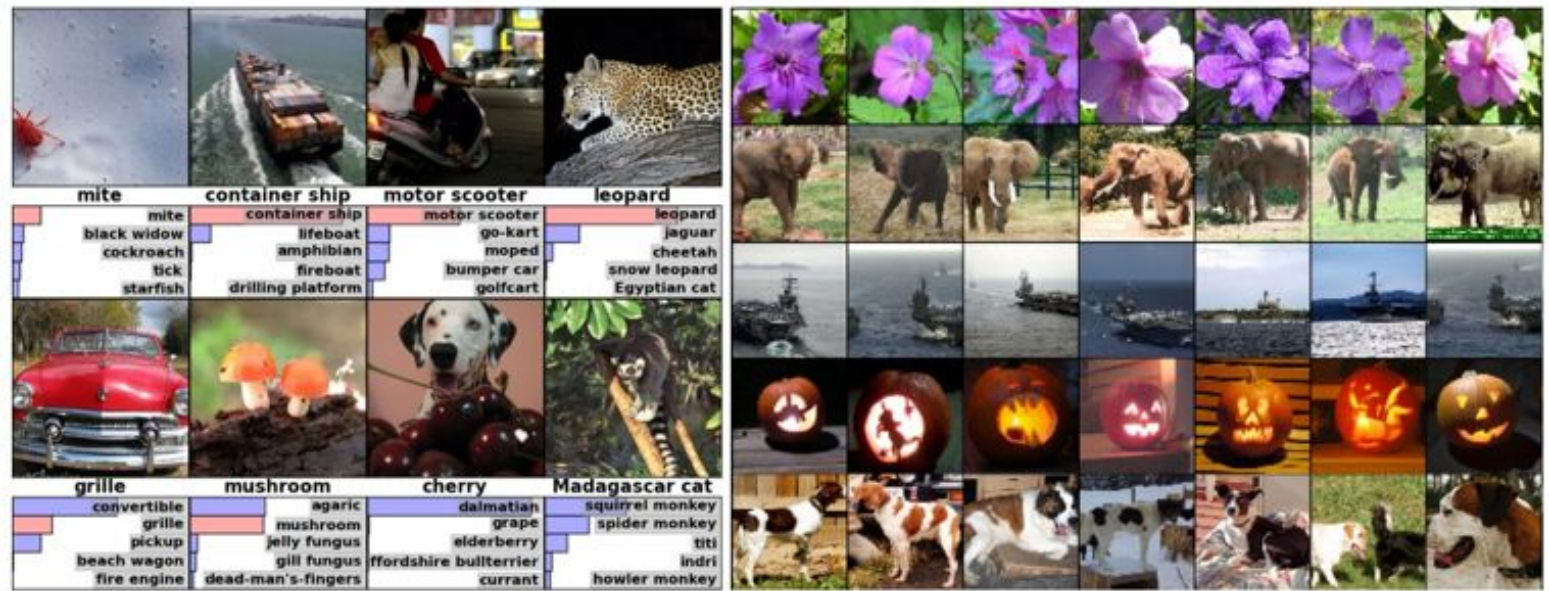 mite
container ship
motor scooter
leopard
mite
black widow
cockroach
tick
starfish
container ship
lifeboat
amphibian
fireboat
drilling platform
motor scooter
go-kart
moped
bumper car
golfcart
leopard
jaguar
cheetah
snow leopard
Egyptian cat
grille
mushroom
cherry
Madagascar cat
convertible
grille
pickup
beach wagon
fire engine
agaric
mushroom
jelly fungus
gill fungus
dead-man's-fingers
dalmatian
grape
elderberry
ffordshire bullterrier
currant
squirrel monkey
spider monkey
titi
indri
howler monkey